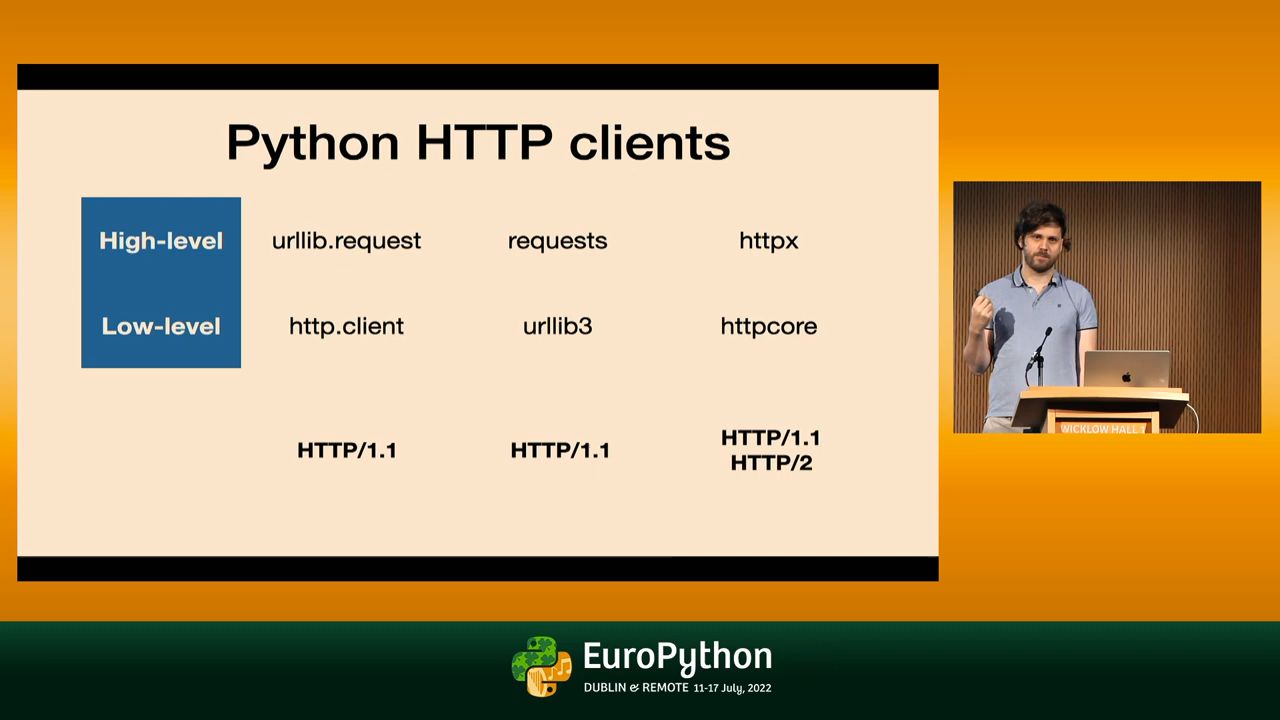 Python HTTP clients
High-level urllib.request requests httpx
Low-level http.client urllib3 httpcore
HTTP/1.1 HTTP/1.1 HTTP/1.1
HTTP/2
WICKLOW HALL 1
EuroPython
DUBLIN & REMOTE 11-17 July, 2022